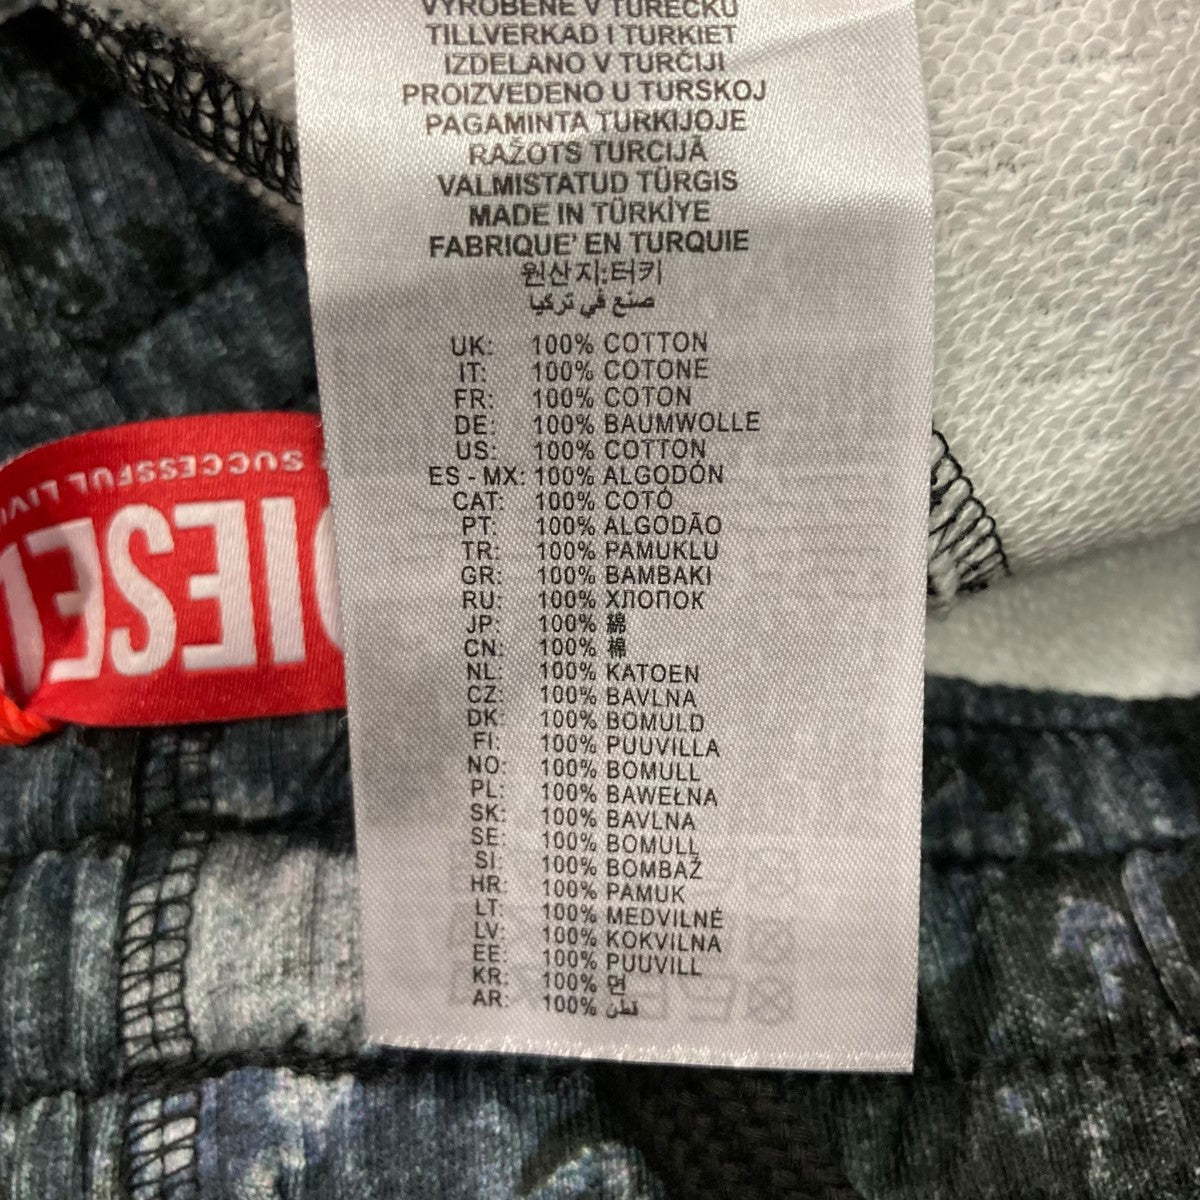 VYROBENE V TURECKU
TILLVERKAD I TURKIET
IZDELANO V TURČIJI
PROIZVEDENO U TURSKOJ
PAGAMINTA TURKIJOJE
RAŽOTS TURCIJĀ
VALMISTATUD TÜRGIS
MADE IN TÜRKİYE
FABRIQUE' EN TURQUIE
원산지:터키
صنع في تركيا
UK: 100% COTTON
IT: 100% COTONE
FR: 100% COTON
DE: 100% BAUMWOLLE
US: 100% COTTON
ES - MX: 100% ALGODÓN
CAT: 100% COTÓ
PT: 100% ALGODÃO
TR: 100% PAMUKLU
GR: 100% BAMBAKI
RU: 100% ХЛОПОК
JP: 100% 綿
CN: 100% 棉
NL: 100% KATOEN
CZ: 100% BAVLNA
DK: 100% BOMULD
FI: 100% PUUVILLA
NO: 100% BOMULL
PL: 100% BAWEŁNA
SK: 100% BAVLNA
SE: 100% BOMULL
SI: 100% BOMBAŽ
HR: 100% PAMUK
LT: 100% MEDVILNĖ
LV: 100% KOKVILNA
EE: 100% PUUVILL
KR: 100% 면
AR: 100% قطن
SUCCESSFUL LIVI
DIESEL